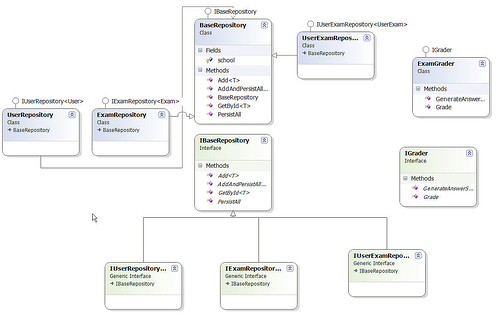 IBaseRepository
BaseRepository
Class
Fields
school
Methods
Add<T>
AddAndPersistAll...
BaseRepository
GetById<T>
PersistAll
IUserExamRepository<UserExam>
UserExamRepos...
Class
BaseRepository
IGrader
ExamGrader
Class
Methods
GenerateAnswer...
Grade
IUserRepository<User>
UserRepository
Class
BaseRepository
IExamRepository<Exam>
ExamRepository
Class
BaseRepository
IBaseRepository
Interface
Methods
Add<T>
AddAndPersistAll...
GetById<T>
PersistAll
IGrader
Interface
Methods
GenerateAnswerS...
Grade
IUserRepository...
Generic Interface
IBaseRepository
IExamRepositor...
Generic Interface
IBaseRepository
IUserExamRepo...
Generic Interface
IBaseRepository